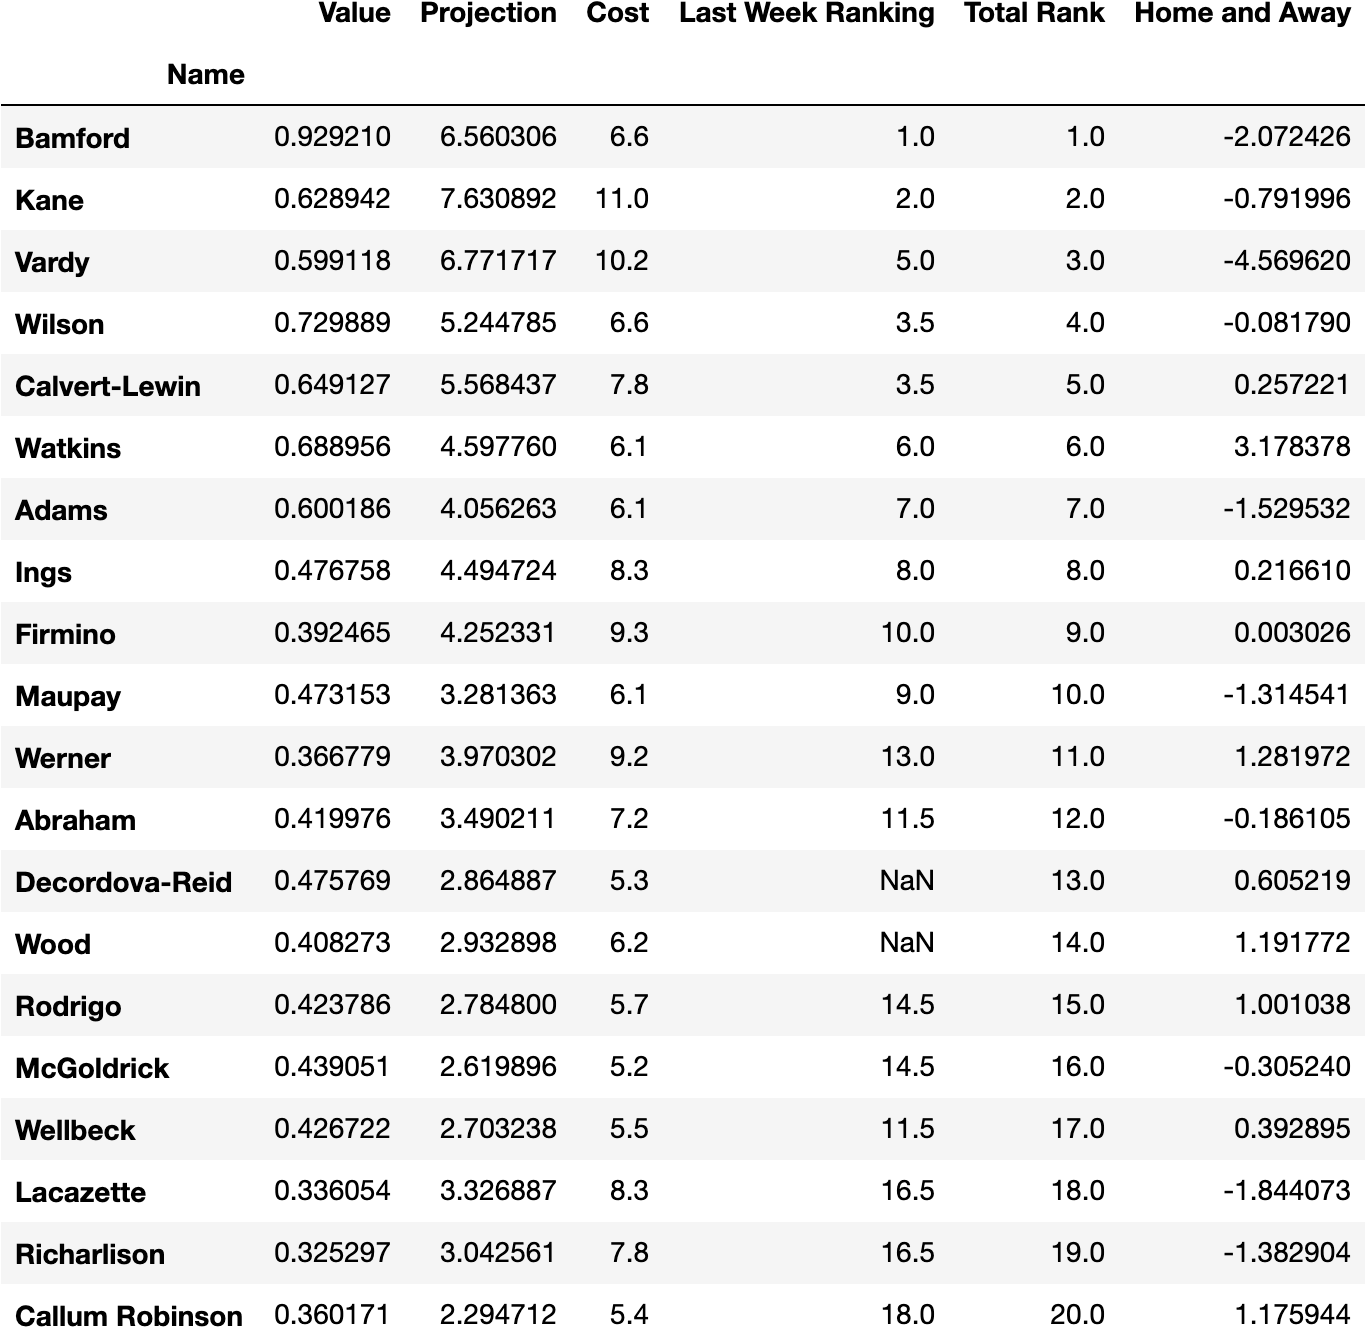 Value Projection Cost Last Week Ranking Total Rank Home and Away
Name
Bamford 0.929210 6.560306 6.6 1.0 1.0 -2.072426
Kane 0.628942 7.630892 11.0 2.0 2.0 -0.791996
Vardy 0.599118 6.771717 10.2 5.0 3.0 -4.569620
Wilson 0.729889 5.244785 6.6 3.5 4.0 -0.081790
Calvert-Lewin 0.649127 5.568437 7.8 3.5 5.0 0.257221
Watkins 0.688956 4.597760 6.1 6.0 6.0 3.178378
Adams 0.600186 4.056263 6.1 7.0 7.0 -1.529532
Ings 0.476758 4.494724 8.3 8.0 8.0 0.216610
Firmino 0.392465 4.252331 9.3 10.0 9.0 0.003026
Maupay 0.473153 3.281363 6.1 9.0 10.0 -1.314541
Werner 0.366779 3.970302 9.2 13.0 11.0 1.281972
Abraham 0.419976 3.490211 7.2 11.5 12.0 -0.186105
Decordova-Reid 0.475769 2.864887 5.3 NaN 13.0 0.605219
Wood 0.408273 2.932898 6.2 NaN 14.0 1.191772
Rodrigo 0.423786 2.784800 5.7 14.5 15.0 1.001038
McGoldrick 0.439051 2.619896 5.2 14.5 16.0 -0.305240
Wellbeck 0.426722 2.703238 5.5 11.5 17.0 0.392895
Lacazette 0.336054 3.326887 8.3 16.5 18.0 -1.844073
Richarlison 0.325297 3.042561 7.8 16.5 19.0 -1.382904
Callum Robinson 0.360171 2.294712 5.4 18.0 20.0 1.175944